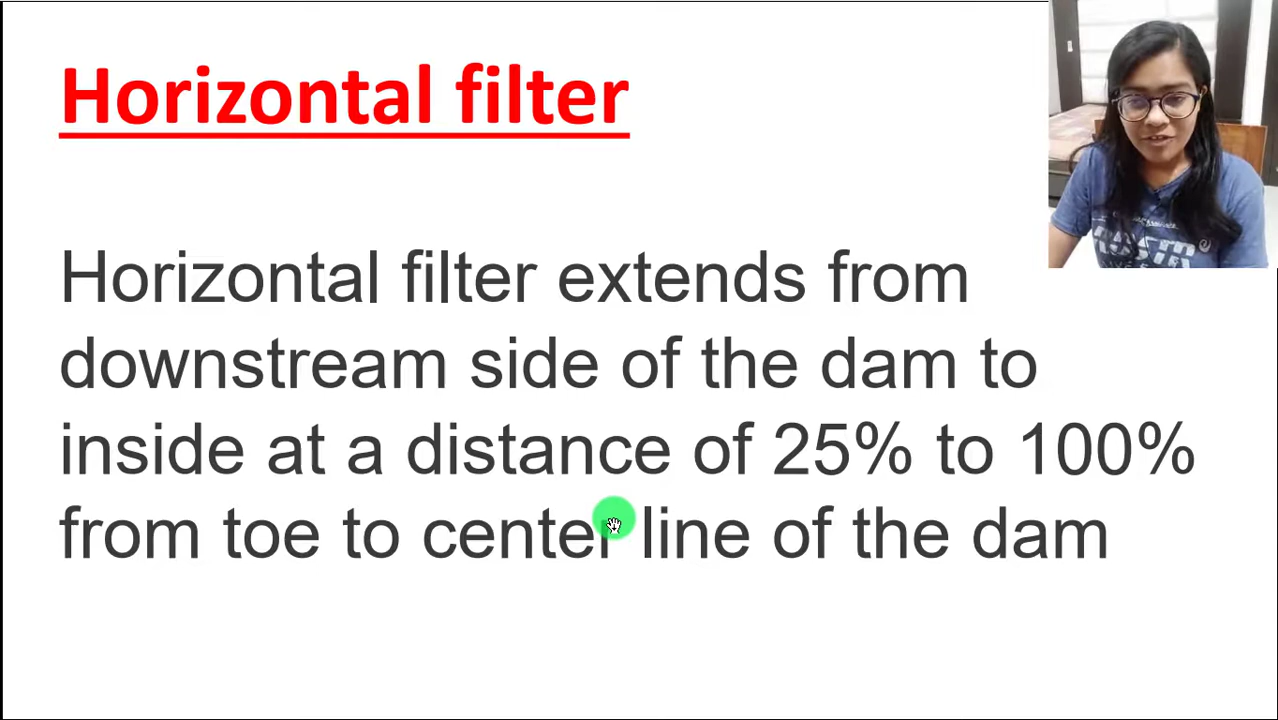 Horizontal filter
Horizontal filter extends from
downstream side of the dam to
inside at a distance of 25% to 100%
from toe to center line of the dam